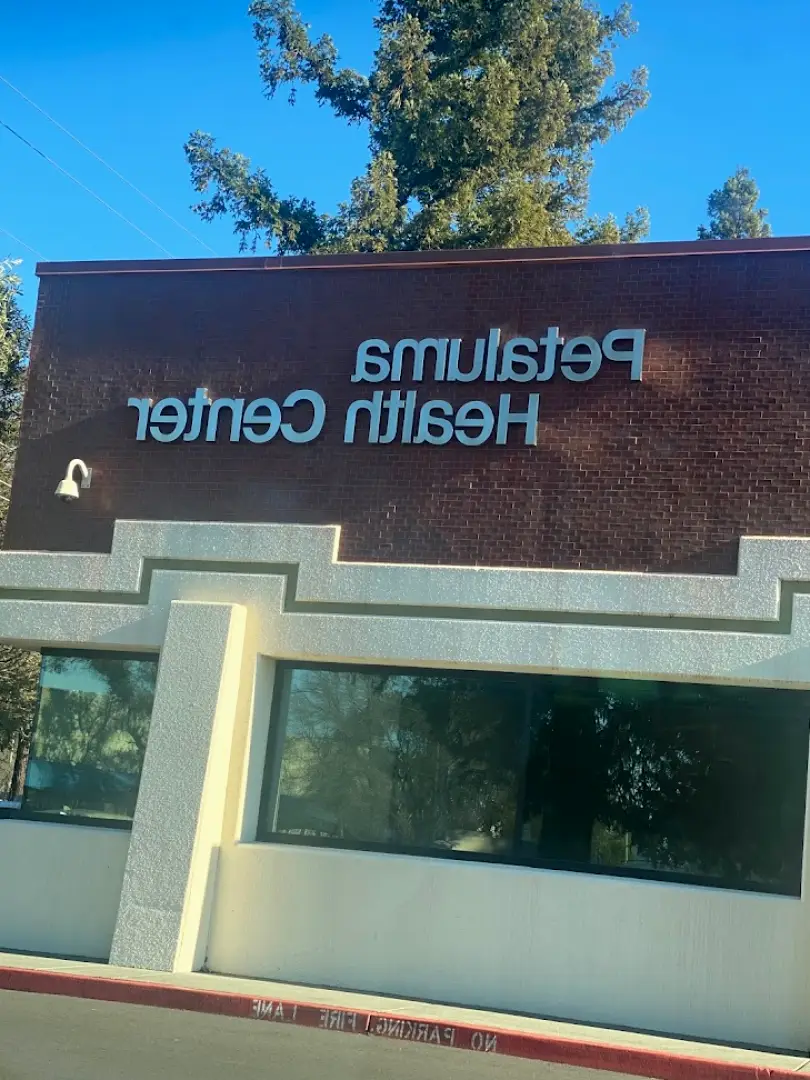 Petaluma
Health Center
NO PARKING FIRE LANE